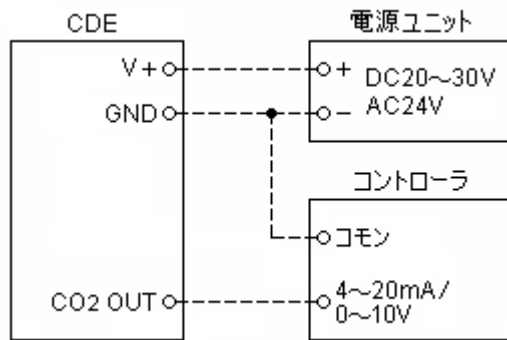 CDE
電源ユニット
V+
+
DC20～30V
GND
-
AC24V
コントローラ
コモン
CO2 OUT
4～20mA/
0～10V